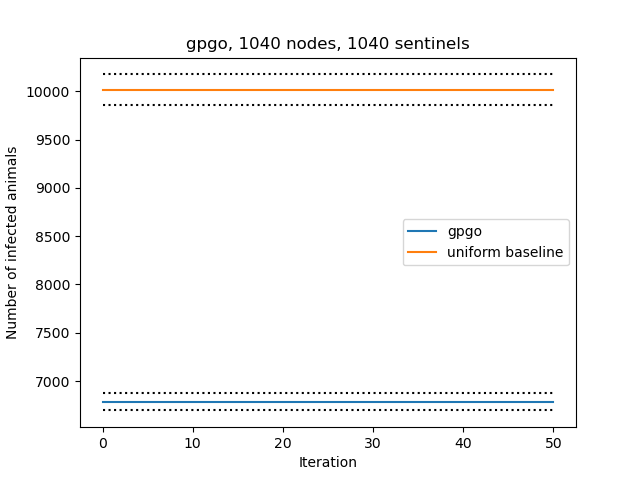 gpgo, 1040 nodes, 1040 sentinels
Number of infected animals
10000
9500
9000
8500
8000
7500
7000
gpgo
uniform baseline
0 10 20 30 40 50
Iteration